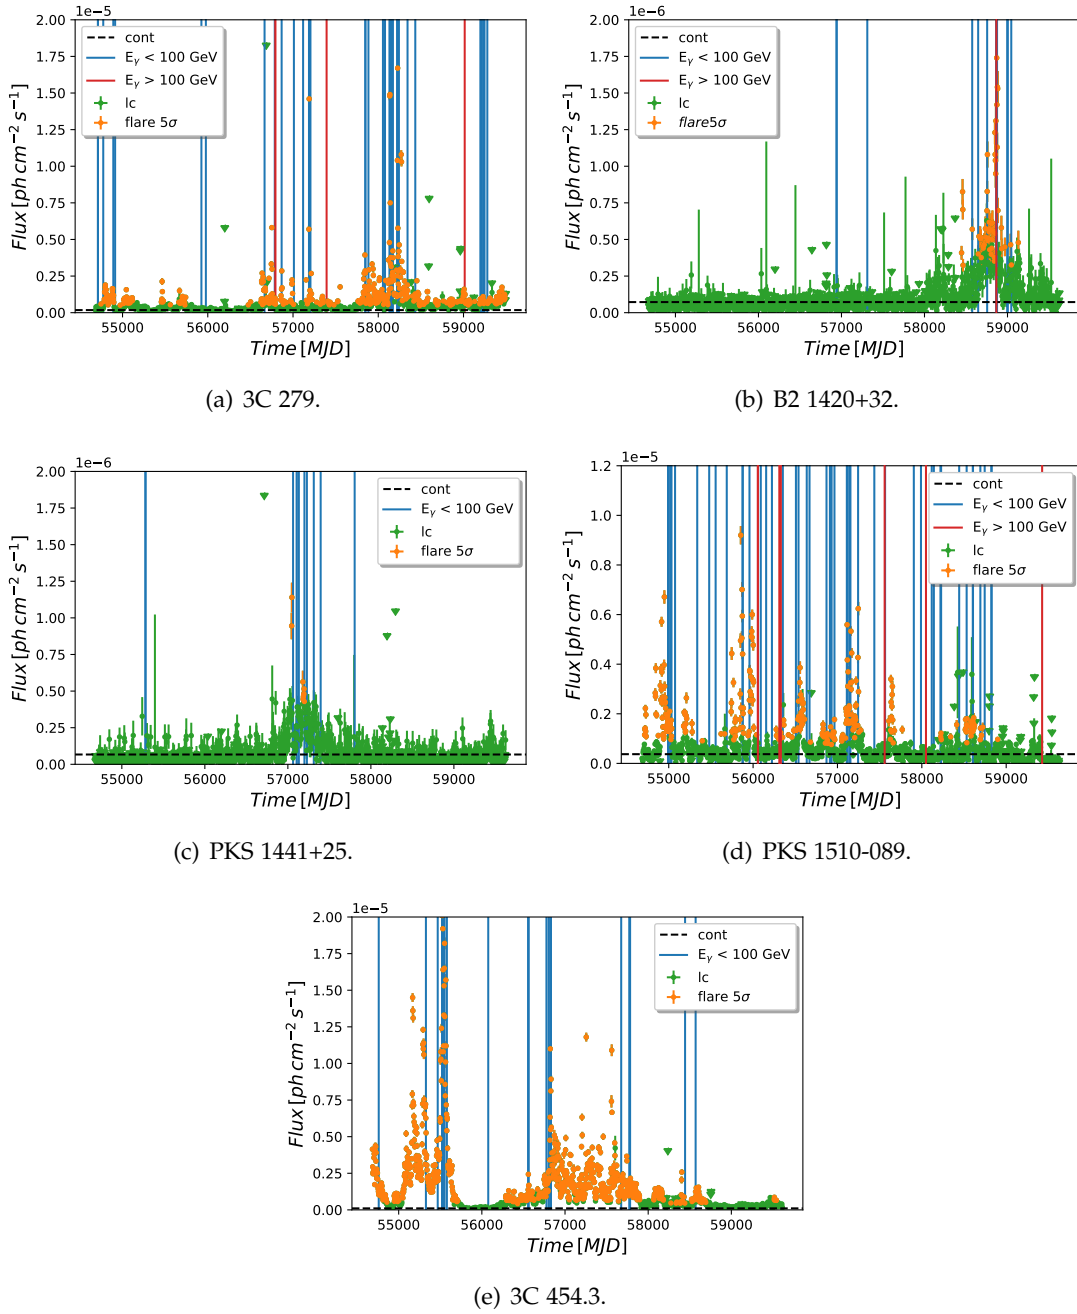 1e−5
2.00
1.75
1.50
1.25
1.00
0.75
0.50
0.25
0.00
Flux [ph cm⁻² s⁻¹]
cont
Eγ < 100 GeV
Eγ > 100 GeV
lc
flare 5σ
55000 56000 57000 58000 59000
Time [MJD]
(a) 3C 279.
1e−6
2.00
1.75
1.50
1.25
1.00
0.75
0.50
0.25
0.00
Flux [ph cm⁻² s⁻¹]
cont
Eγ < 100 GeV
Eγ > 100 GeV
lc
flare5σ
55000 56000 57000 58000 59000
Time [MJD]
(b) B2 1420+32.
1e−6
2.00
1.75
1.50
1.25
1.00
0.75
0.50
0.25
0.00
Flux [ph cm⁻² s⁻¹]
cont
Eγ < 100 GeV
lc
flare 5σ
55000 56000 57000 58000 59000
Time [MJD]
(c) PKS 1441+25.
1e−5
1.2
1.0
0.8
0.6
0.4
0.2
0.0
Flux [ph cm⁻² s⁻¹]
cont
Eγ < 100 GeV
Eγ > 100 GeV
lc
flare 5σ
55000 56000 57000 58000 59000
Time [MJD]
(d) PKS 1510-089.
1e−5
2.00
1.75
1.50
1.25
1.00
0.75
0.50
0.25
0.00
Flux [ph cm⁻² s⁻¹]
cont
Eγ < 100 GeV
lc
flare 5σ
55000 56000 57000 58000 59000
Time [MJD]
(e) 3C 454.3.